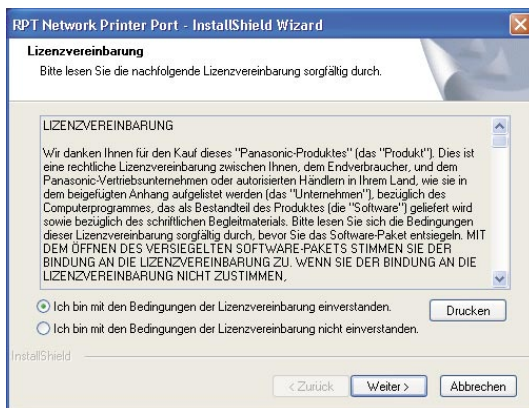 RPT Network Printer Port - InstallShield Wizard
Lizenzvereinbarung
Bitte lesen Sie die nachfolgende Lizenzvereinbarung sorgfältig durch.
LIZENZVEREINBARUNG
Wir danken Ihnen für den Kauf dieses "Panasonic-Produktes" (das "Produkt"). Dies ist
eine rechtliche Lizenzvereinbarung zwischen Ihnen, dem Endverbraucher, und dem
Panasonic-Vertriebsunternehmen oder autorisierten Händlern in Ihrem Land, wie sie in
dem beigefügten Anhang aufgelistet werden (das "Unternehmen"), bezüglich des
Computerprogrammes, das als Bestandteil des Produktes (die "Software") geliefert wird
sowie bezüglich des schriftlichen Begleitmaterials. Bitte lesen Sie sich die Bedingungen
dieser Lizenzvereinbarung sorgfältig durch, bevor Sie das Software-Paket entsiegeln. MIT
DEM ÖFFNEN DES VERSIEGELTEN SOFTWARE-PAKETS STIMMEN SIE DER
BINDUNG AN DIE LIZENZVEREINBARUNG ZU. WENN SIE DER BINDUNG AN DIE
LIZENZVEREINBARUNG NICHT ZUSTIMMEN,
Ich bin mit den Bedingungen der Lizenzvereinbarung einverstanden.
Drucken
Ich bin mit den Bedingungen der Lizenzvereinbarung nicht einverstanden.
InstallShield
< Zurück
Weiter >
Abbrechen